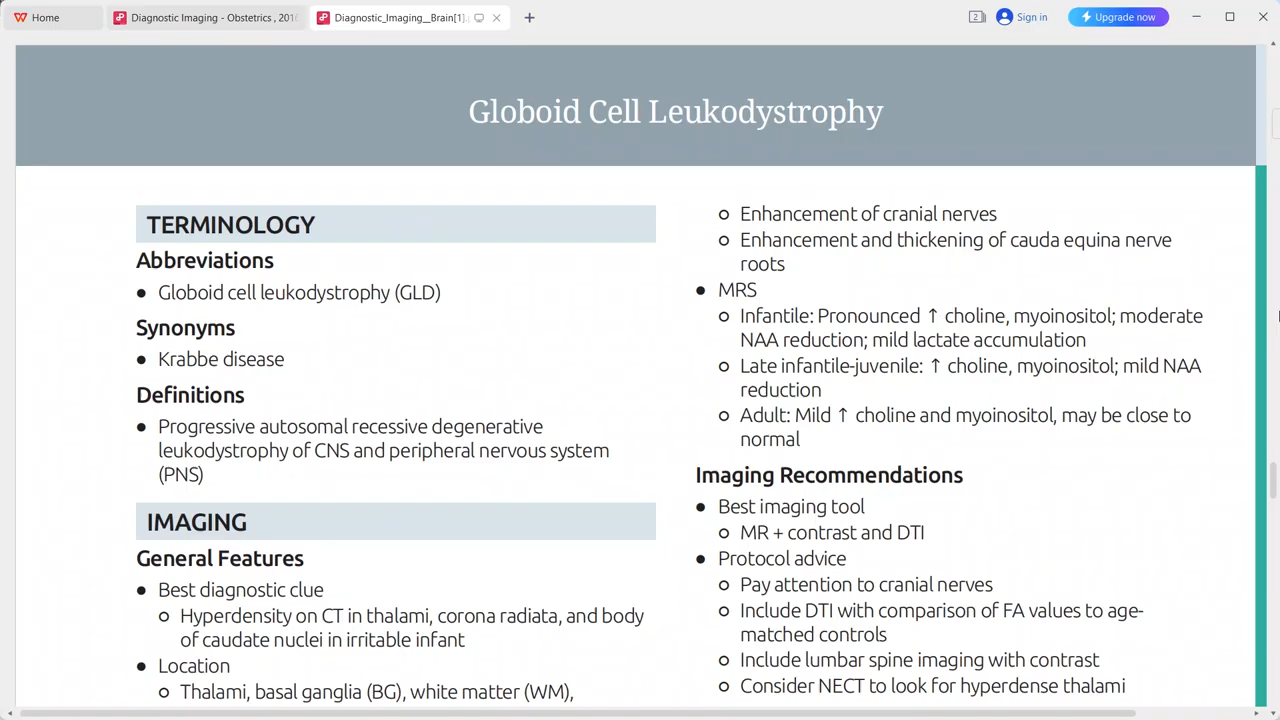 Home
Diagnostic Imaging - Obstetrics , 2016
Diagnostic_Imaging__Brain[1].
2
Sign in
Upgrade now
Globoid Cell Leukodystrophy
TERMINOLOGY
Abbreviations
● Globoid cell leukodystrophy (GLD)
Synonyms
● Krabbe disease
Definitions
● Progressive autosomal recessive degenerative
leukodystrophy of CNS and peripheral nervous system
(PNS)
IMAGING
General Features
● Best diagnostic clue
○ Hyperdensity on CT in thalami, corona radiata, and body
of caudate nuclei in irritable infant
● Location
○ Thalami, basal ganglia (BG), white matter (WM),
○ Enhancement of cranial nerves
○ Enhancement and thickening of cauda equina nerve
roots
● MRS
○ Infantile: Pronounced ↑ choline, myoinositol; moderate
NAA reduction; mild lactate accumulation
○ Late infantile-juvenile: ↑ choline, myoinositol; mild NAA
reduction
○ Adult: Mild ↑ choline and myoinositol, may be close to
normal
Imaging Recommendations
● Best imaging tool
○ MR + contrast and DTI
● Protocol advice
○ Pay attention to cranial nerves
○ Include DTI with comparison of FA values to age-
matched controls
○ Include lumbar spine imaging with contrast
○ Consider NECT to look for hyperdense thalami